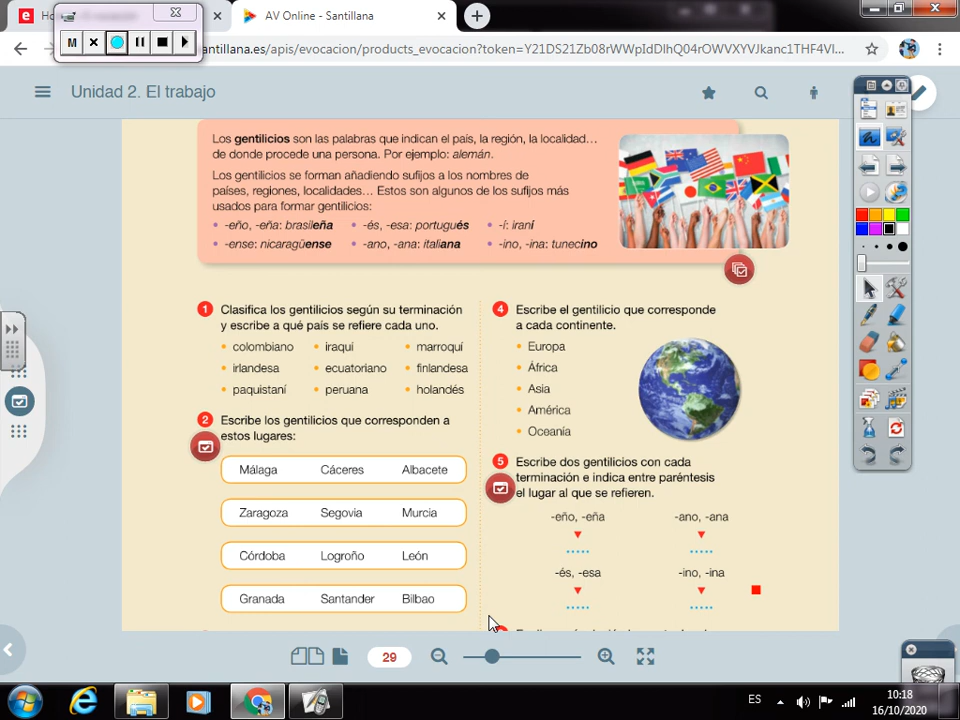 AV Online - Santillana
M
santillana.es/apis/evocacion/products_evocacion?token=Y21DS21Zb08rWWpIdDlhQ04rOWVXYVJkanc1THF4Vl...
Unidad 2. El trabajo
Los gentilicios son las palabras que indican el país, la región, la localidad…
de donde procede una persona. Por ejemplo: alemán.
Los gentilicios se forman añadiendo sufijos a los nombres de
países, regiones, localidades… Estos son algunos de los sufijos más
usados para formar gentilicios:
• -eño, -eña: brasileña • -és, -esa: portugués • -í: iraní
• -ense: nicaragüense • -ano, -ana: italiana • -ino, -ina: tunecino
1 Clasifica los gentilicios según su terminación
y escribe a qué país se refiere cada uno.
• colombiano • iraquí • marroquí
• irlandesa • ecuatoriano • finlandesa
• paquistaní • peruana • holandés
2 Escribe los gentilicios que corresponden a
estos lugares:
Málaga Cáceres Albacete
Zaragoza Segovia Murcia
Córdoba Logroño León
Granada Santander Bilbao
4 Escribe el gentilicio que corresponde
a cada continente.
• Europa
• África
• Asia
• América
• Oceanía
5 Escribe dos gentilicios con cada
terminación e indica entre paréntesis
el lugar al que se refieren.
-eño, -eña -ano, -ana
..... .....
-és, -esa -ino, -ina
..... .....
29
ES
10:18
16/10/2020